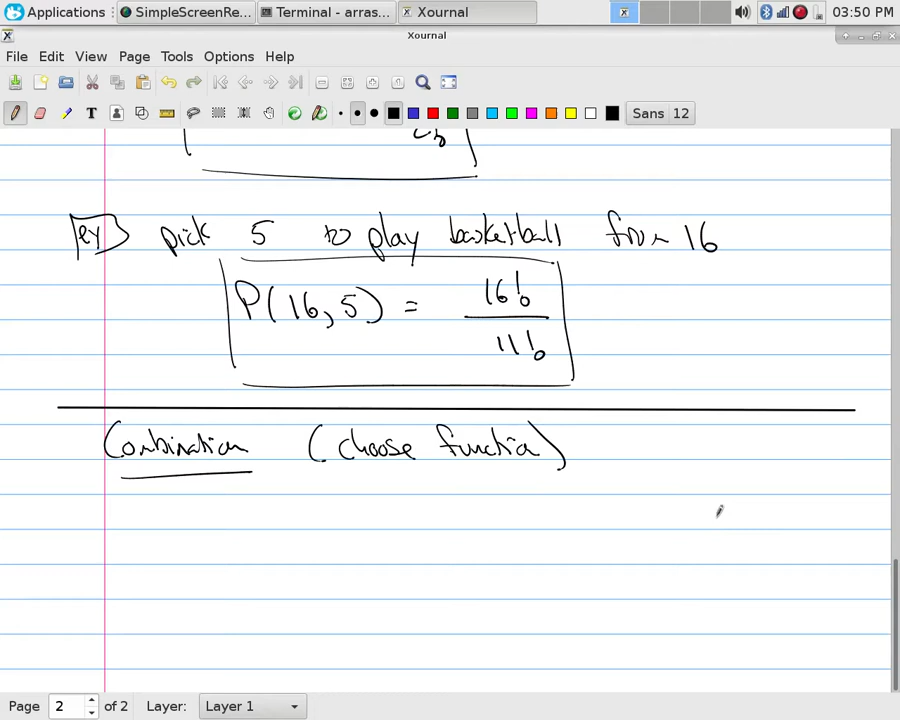 Applications SimpleScreenRe... Terminal - arras... Xournal 03:50 PM
Xournal
File Edit View Page Tools Options Help
Sans 12
ex pick 5 to play basketball from 16
P(16,5) = 16!
11!
Combination (choose function)
Page 2 of 2 Layer: Layer 1